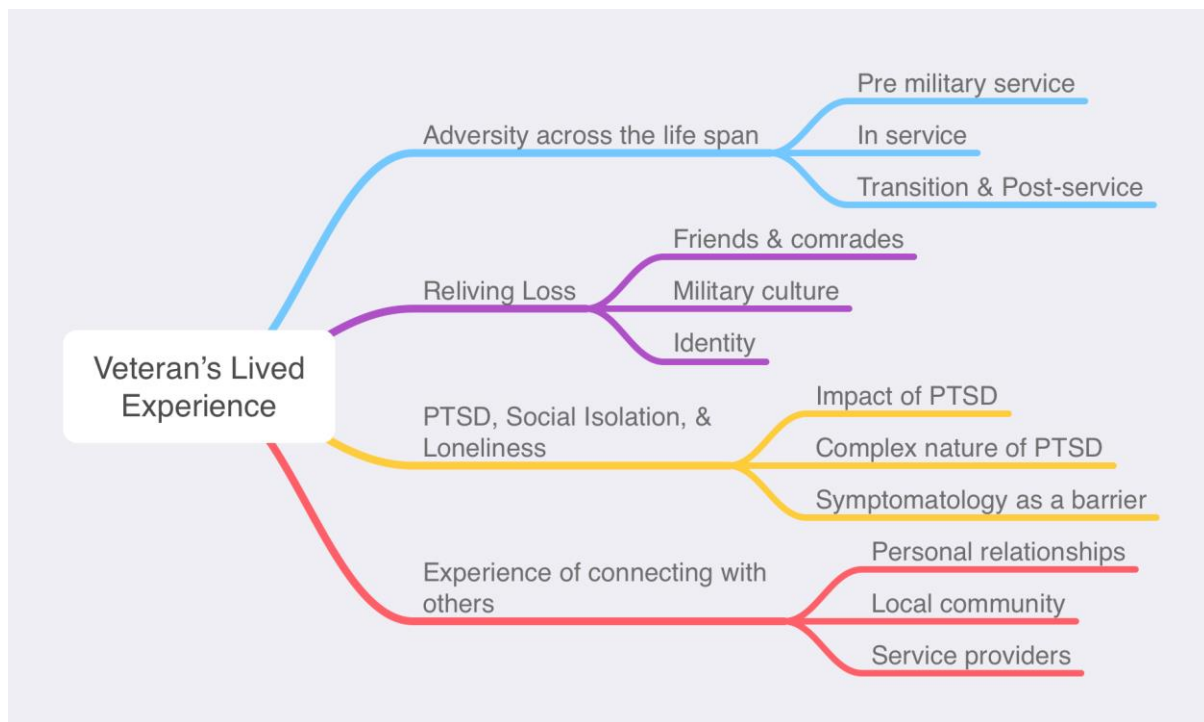 Veteran’s Lived
Experience
Adversity across the life span
Pre military service
In service
Transition & Post-service
Reliving Loss
Friends & comrades
Military culture
Identity
PTSD, Social Isolation, &
Loneliness
Impact of PTSD
Complex nature of PTSD
Symptomatology as a barrier
Experience of connecting with
others
Personal relationships
Local community
Service providers